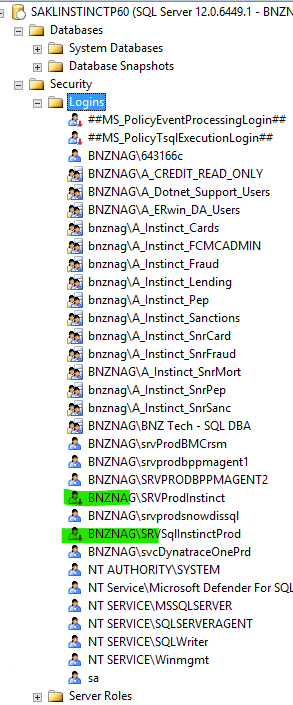 SAKLINSTINCTP60 (SQL Server 12.0.6449.1 - BNZN
Databases
System Databases
Database Snapshots
Security
Logins
##MS_PolicyEventProcessingLogin##
##MS_PolicyTsqlExecutionLogin##
BNZNAG\643166c
BNZNAG\A_CREDIT_READ_ONLY
BNZNAG\A_Dotnet_Support_Users
BNZNAG\A_ERwin_DA_Users
bnznag\A_Instinct_Cards
bnznag\A_Instinct_FCMCADMIN
bnznag\A_Instinct_Fraud
bnznag\A_Instinct_Lending
bnznag\A_Instinct_Pep
bnznag\A_Instinct_Sanctions
bnznag\A_Instinct_SnrCard
bnznag\A_Instinct_SnrFraud
BNZNAG\A_Instinct_SnrMort
bnznag\A_Instinct_SnrPep
bnznag\A_Instinct_SnrSanc
BNZNAG\BNZ Tech - SQL DBA
BNZNAG\srvProdBMCrsm
BNZNAG\srvprodbppmagent1
BNZNAG\SRVPRODBPPMAGENT2
BNZNAG\SRVProdInstinct
BNZNAG\srvprodsnowdissql
BNZNAG\SRVSqlInstinctProd
BNZNAG\svcDynatraceOnePrd
NT AUTHORITY\SYSTEM
NT Service\Microsoft Defender For SQL
NT SERVICE\MSSQLSERVER
NT SERVICE\SQLSERVERAGENT
NT SERVICE\SQLWriter
NT SERVICE\Winmgmt
sa
Server Roles